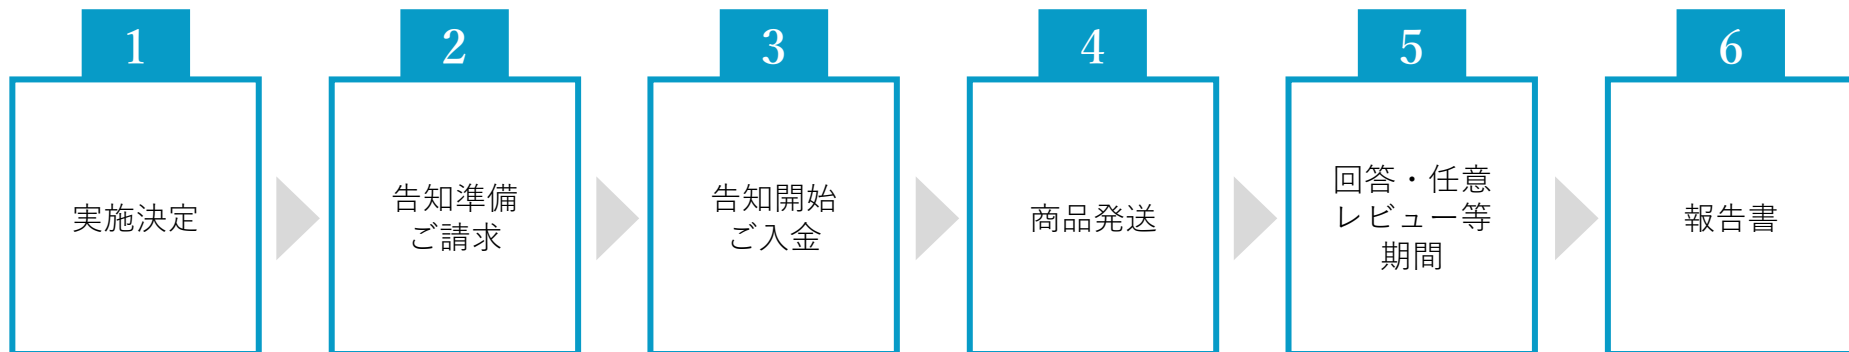 1
実施決定
2
告知準備
ご請求
3
告知開始
ご入金
4
商品発送
5
回答・任意
レビュー等
期間
6
報告書